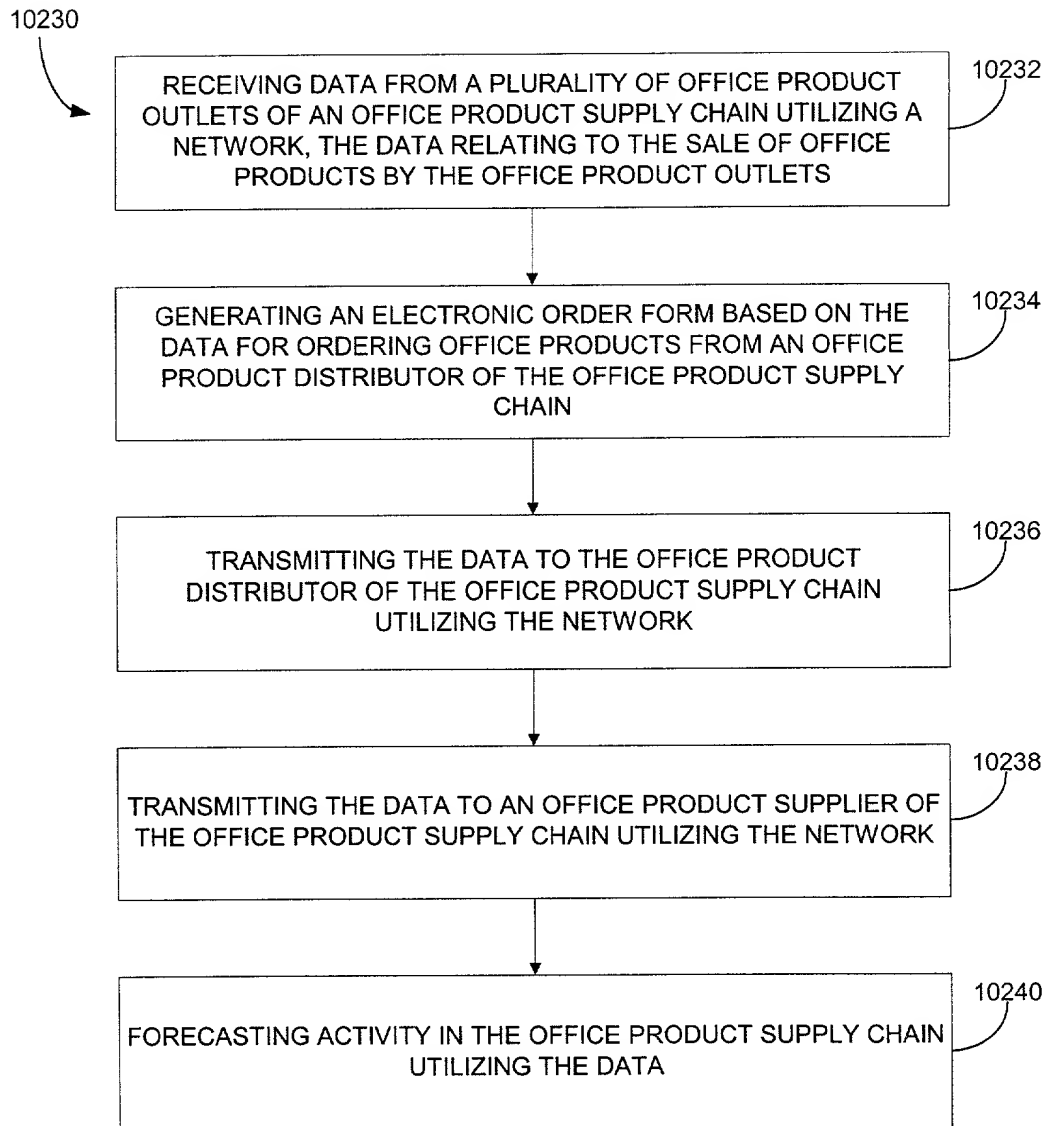 10230
RECEIVING DATA FROM A PLURALITY OF OFFICE PRODUCT
OUTLETS OF AN OFFICE PRODUCT SUPPLY CHAIN UTILIZING A
NETWORK, THE DATA RELATING TO THE SALE OF OFFICE
PRODUCTS BY THE OFFICE PRODUCT OUTLETS
10232
GENERATING AN ELECTRONIC ORDER FORM BASED ON THE
DATA FOR ORDERING OFFICE PRODUCTS FROM AN OFFICE
PRODUCT DISTRIBUTOR OF THE OFFICE PRODUCT SUPPLY
CHAIN
10234
TRANSMITTING THE DATA TO THE OFFICE PRODUCT
DISTRIBUTOR OF THE OFFICE PRODUCT SUPPLY CHAIN
UTILIZING THE NETWORK
10236
TRANSMITTING THE DATA TO AN OFFICE PRODUCT SUPPLIER OF
THE OFFICE PRODUCT SUPPLY CHAIN UTILIZING THE NETWORK
10238
FORECASTING ACTIVITY IN THE OFFICE PRODUCT SUPPLY CHAIN
UTILIZING THE DATA
10240